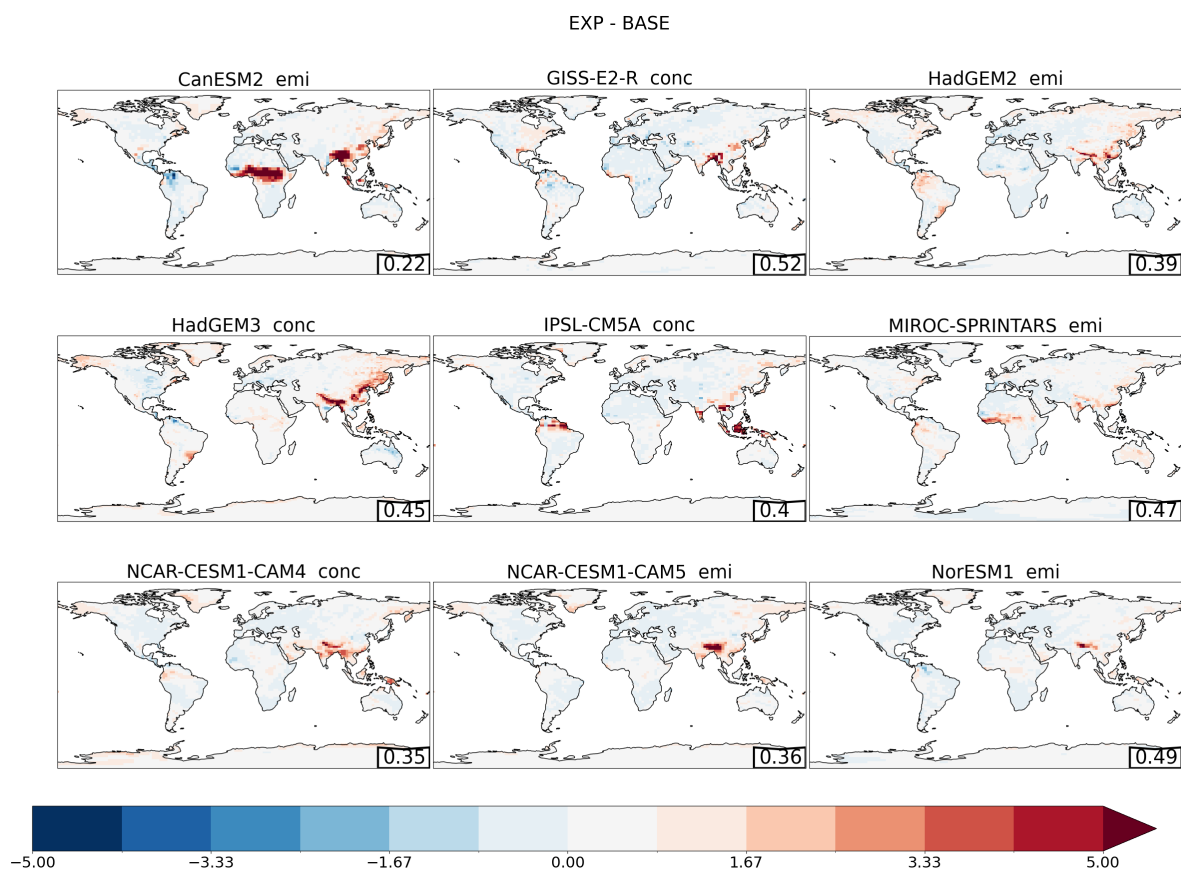 EXP - BASE
CanESM2 emi
GISS-E2-R conc
HadGEM2 emi
0.22
0.52
0.39
HadGEM3 conc
IPSL-CM5A conc
MIROC-SPRINTARS emi
0.45
0.4
0.47
NCAR-CESM1-CAM4 conc
NCAR-CESM1-CAM5 emi
NorESM1 emi
0.35
0.36
0.49
−5.00 −3.33 −1.67 0.00 1.67 3.33 5.00